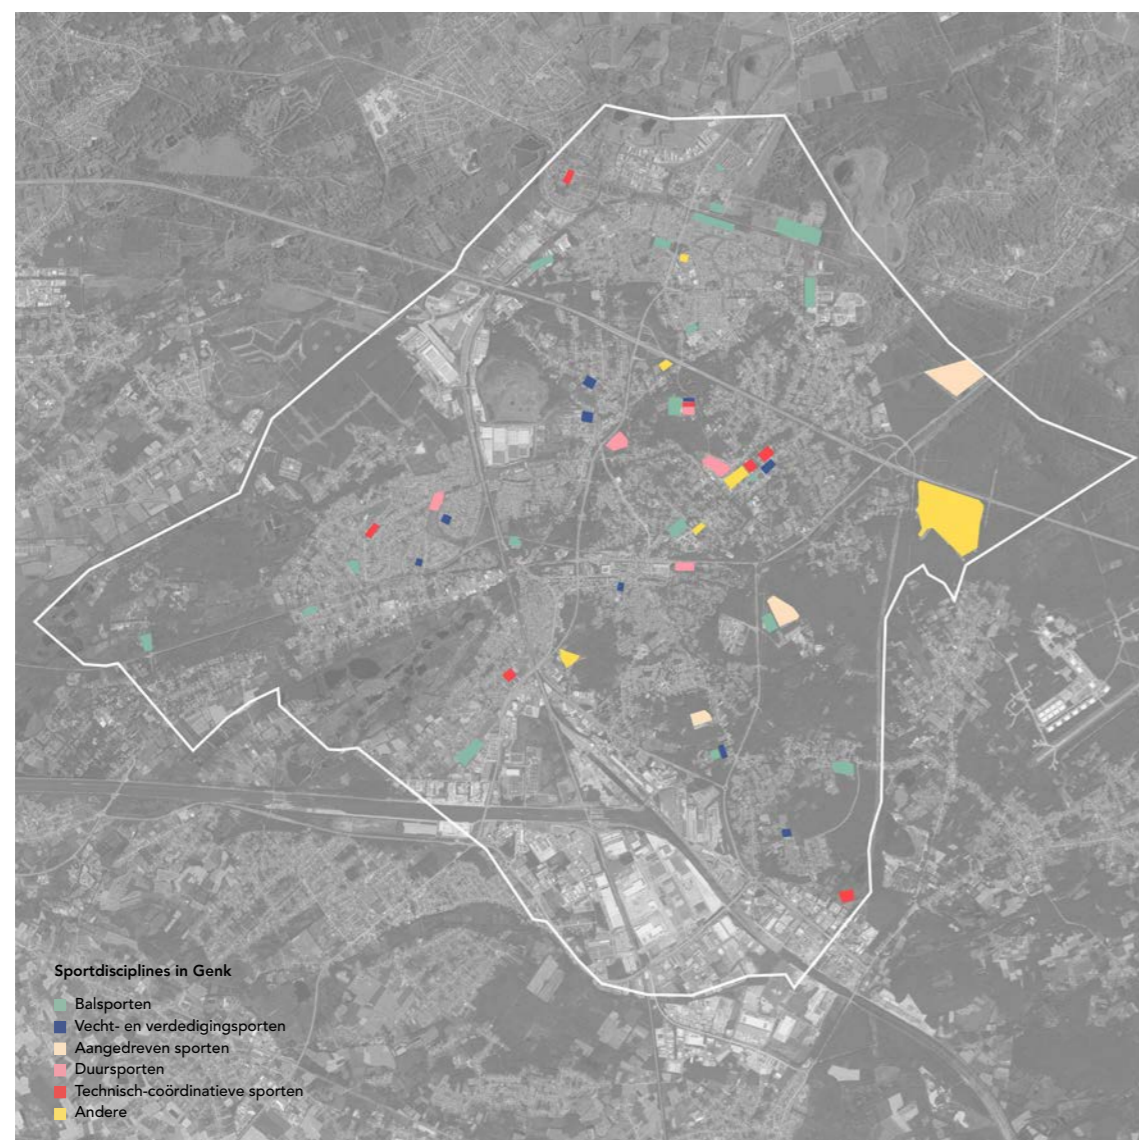 Sportdisciplines in Genk
Balsporten
Vecht- en verdedigingsporten
Aangedreven sporten
Duursporten
Technisch-coördinatieve sporten
Andere